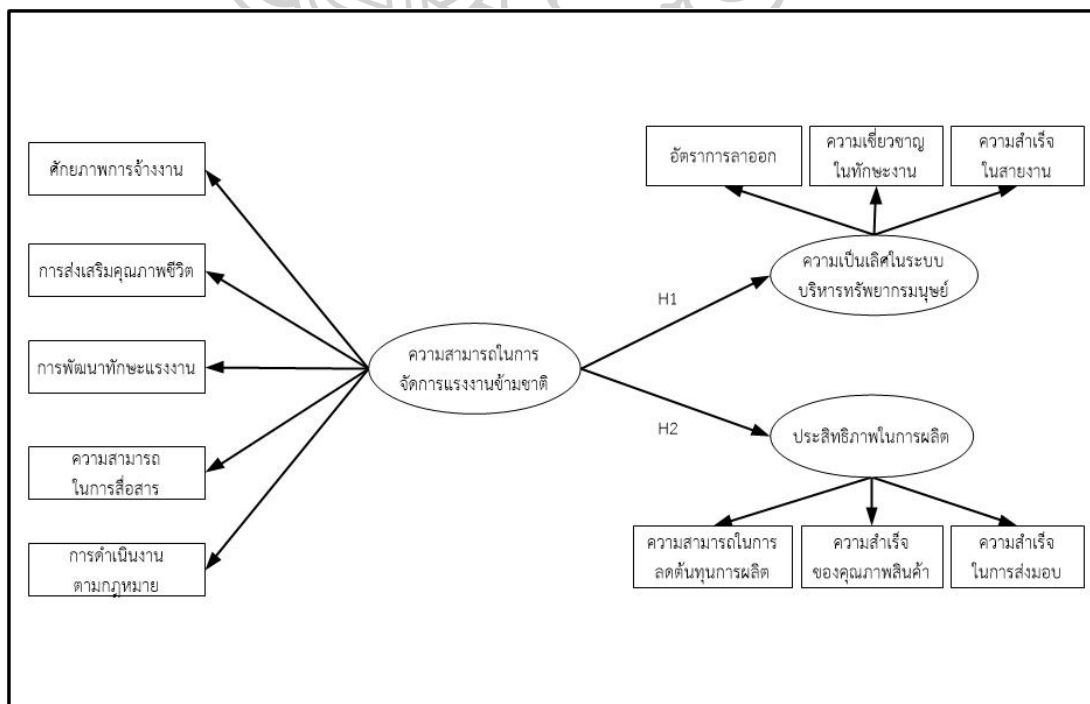 ศักยภาพการจ้างงาน
การส่งเสริมคุณภาพชีวิต
การพัฒนาทักษะแรงงาน
ความสามารถ
ในการสื่อสาร
การดำเนินงาน
ตามกฎหมาย
ความสามารถในการ
จัดการแรงงานข้ามชาติ
H1
H2
อัตราการลาออก
ความเชี่ยวชาญ
ในทักษะงาน
ความสำเร็จ
ในสายงาน
ความเป็นเลิศในระบบ
บริหารทรัพยากรมนุษย์
ประสิทธิภาพในการผลิต
ความสามารถในการ
ลดต้นทุนการผลิต
ความสำเร็จ
ของคุณภาพสินค้า
ความสำเร็จ
ในการส่งมอบ